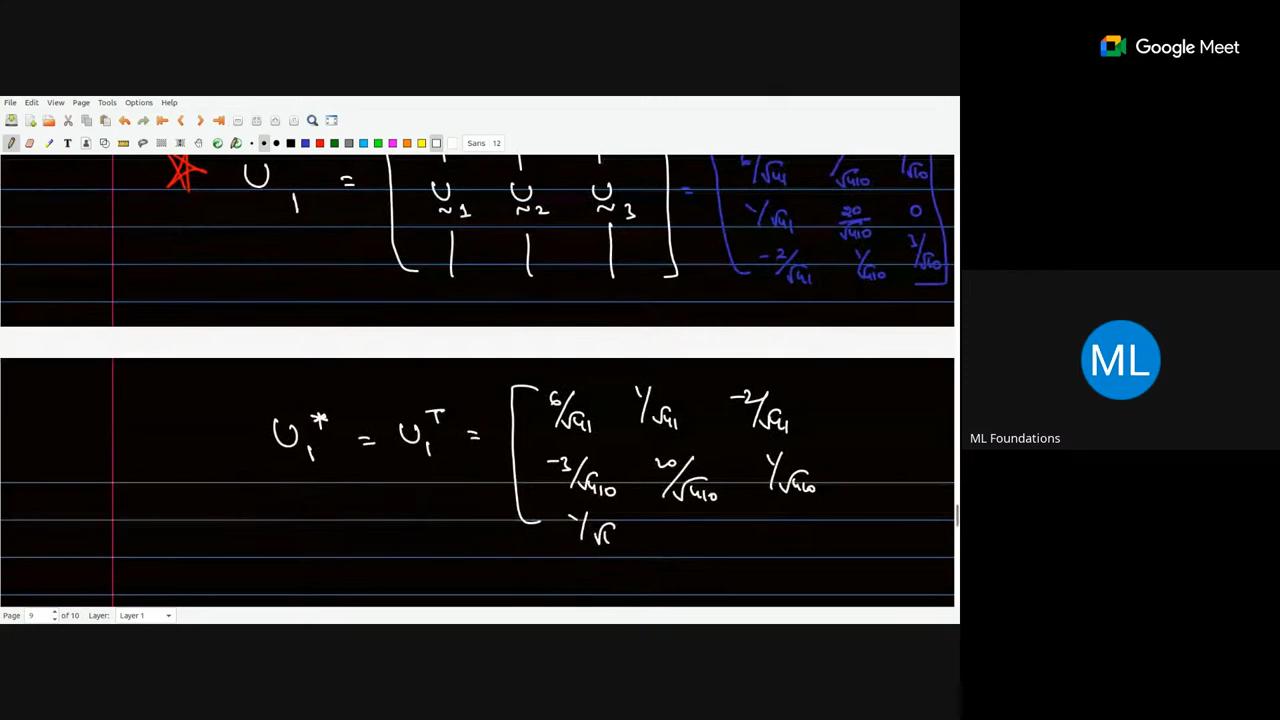 Google Meet
File Edit View Page Tools Options Help
T Sans 12
U₁ = [ u₁ u₂ u₃ ] = [ 6/√41 /√410 1/√10
1/√41 20/√410 0
-2/√41 1/√410 3/√10 ]
U₁* = U₁ᵀ = [ 6/√41 1/√41 -2/√41
-3/√410 20/√410 1/√410
1/√1
ML
ML Foundations
Page 9 of 10 Layer: Layer 1